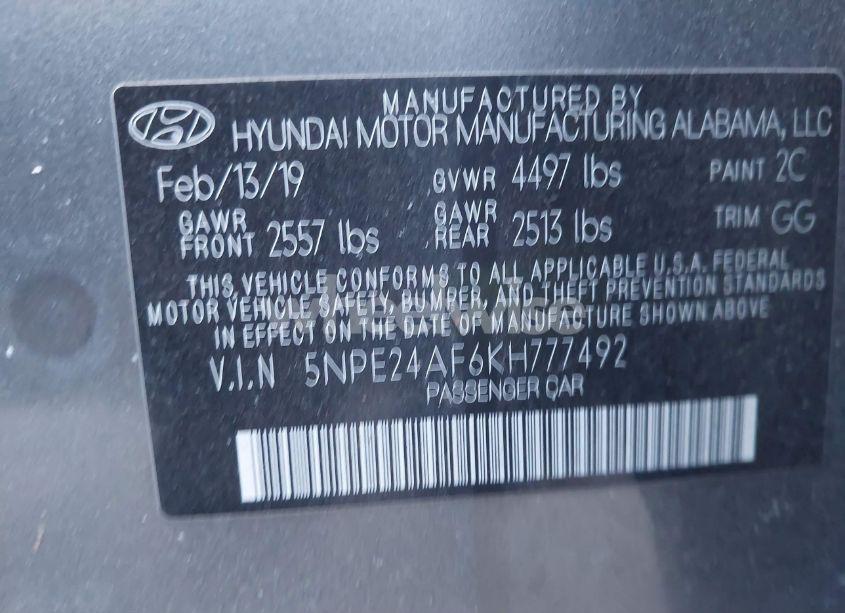 MANUFACTURED BY
HYUNDAI MOTOR MANUFACTURING ALABAMA, LLC
Feb/13/19 GVWR 4497 lbs PAINT 2C
GAWR FRONT 2557 lbs GAWR REAR 2513 lbs TRIM GG
THIS VEHICLE CONFORMS TO ALL APPLICABLE U.S.A. FEDERAL
MOTOR VEHICLE SAFETY, BUMPER, AND THEFT PREVENTION STANDARDS
IN EFFECT ON THE DATE OF MANUFACTURE SHOWN ABOVE.
V.I.N 5NPE24AF6KH777492
PASSENGER CAR